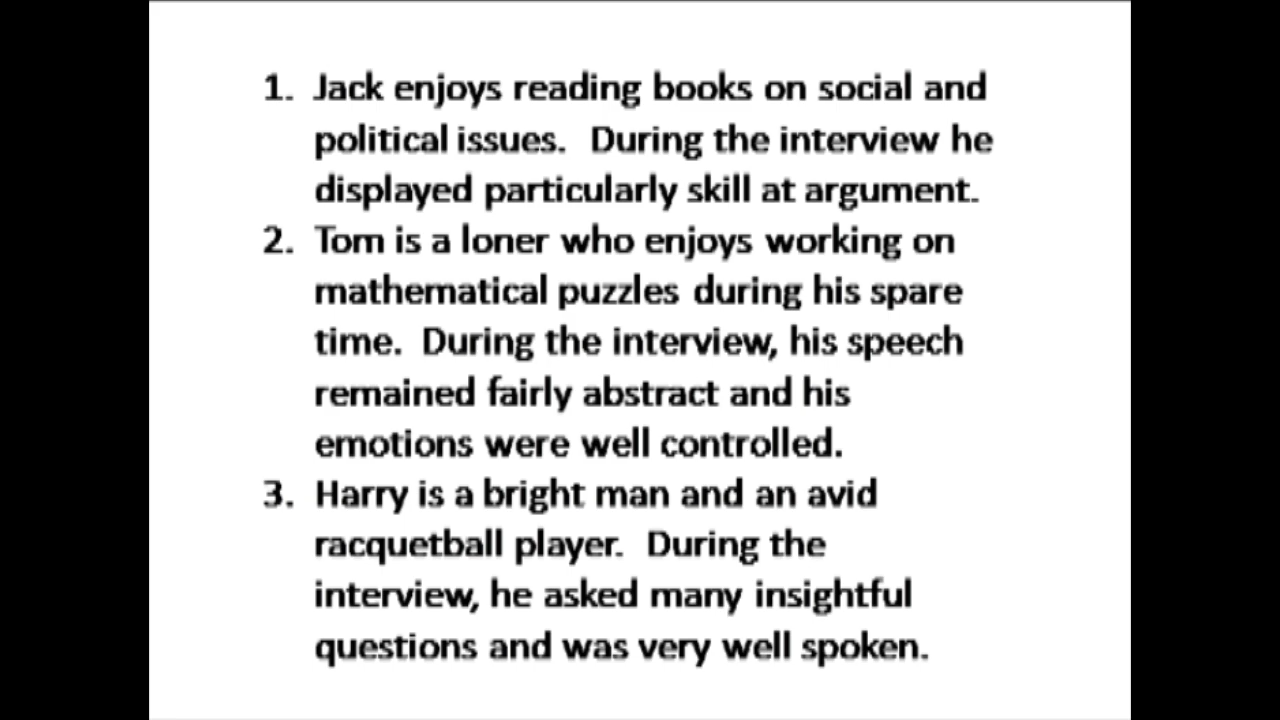 1. Jack enjoys reading books on social and
political issues. During the interview he
displayed particularly skill at argument.
2. Tom is a loner who enjoys working on
mathematical puzzles during his spare
time. During the interview, his speech
remained fairly abstract and his
emotions were well controlled.
3. Harry is a bright man and an avid
racquetball player. During the
interview, he asked many insightful
questions and was very well spoken.